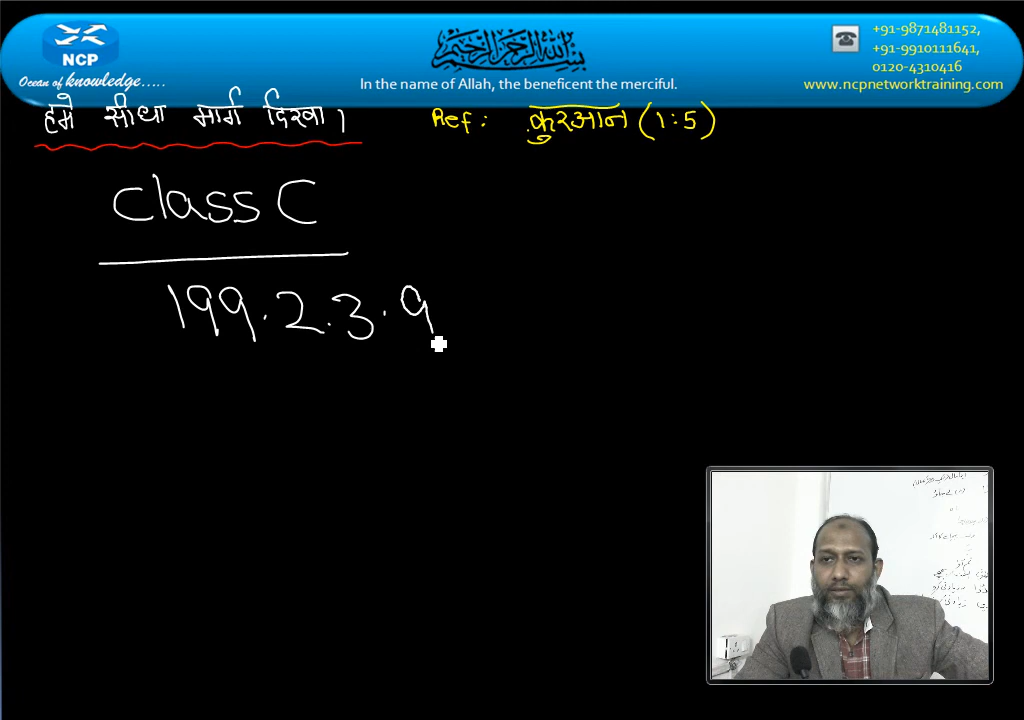 NCP
Ocean of knowledge.....
بسم الله الرحمن الرحيم
In the name of Allah, the beneficent the merciful.
+91-9871481152,
+91-9910111641,
0120-4310416
www.ncpnetworktraining.com
हमे सीधा मार्ग दिखा।
Ref: क़ुरआन (1:5)
Class C
199.2.3.9